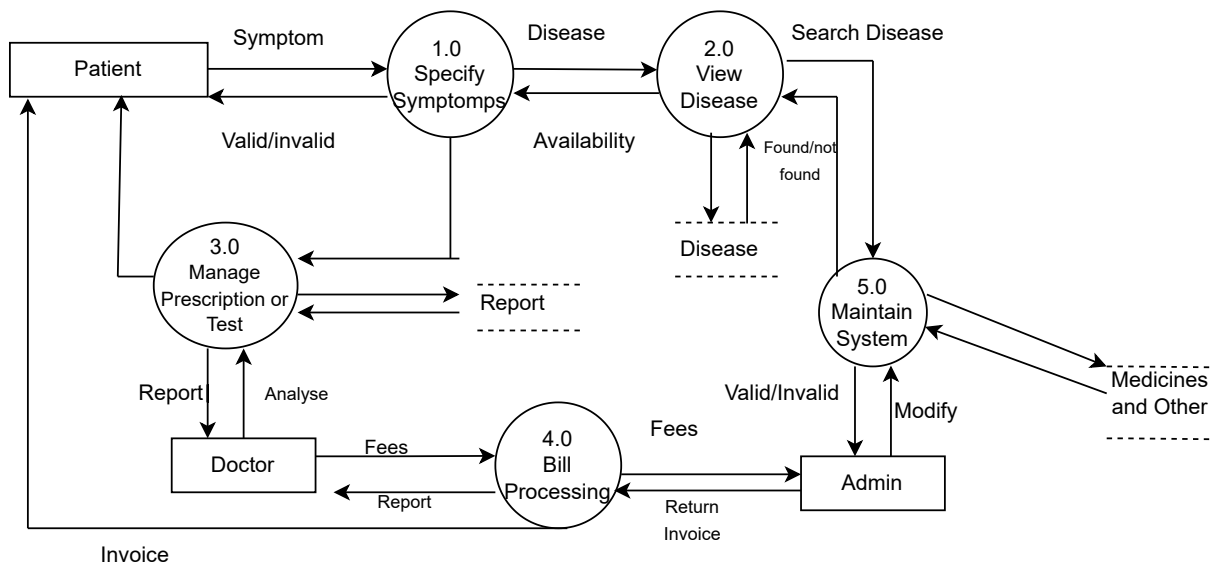 Symptom
Disease
Search Disease
Patient
1.0
Specify
Symptomps
2.0
View
Disease
Valid/invalid
Availability
Found/not
found
Disease
3.0
Manage
Prescription or
Test
Report
5.0
Maintain
System
Medicines
and Other
Report
Analyse
Valid/Invalid
Modify
Doctor
Fees
4.0
Bill
Processing
Fees
Admin
Report
Return
Invoice
Invoice